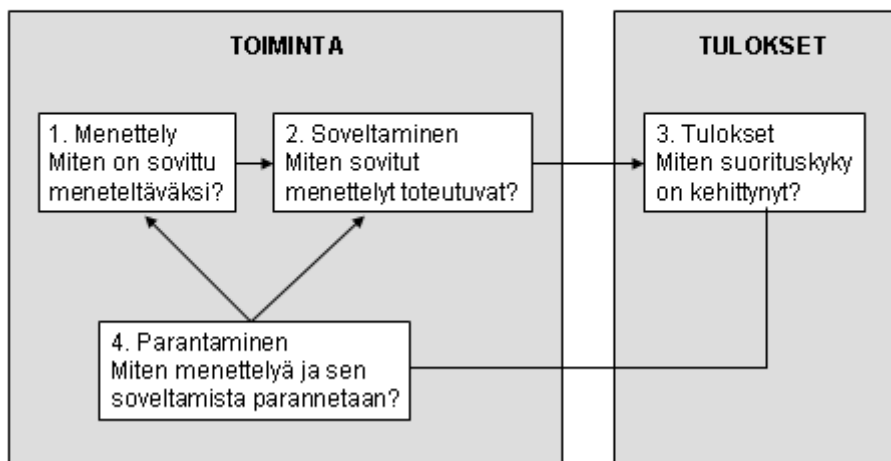 TOIMINTA
1. Menettely
Miten on sovittu
meneteltäväksi?
2. Soveltaminen
Miten sovitut
menettelyt toteutuvat?
4. Parantaminen
Miten menettelyä ja sen
soveltamista parannetaan?
TULOKSET
3. Tulokset
Miten suorituskyky
on kehittynyt?